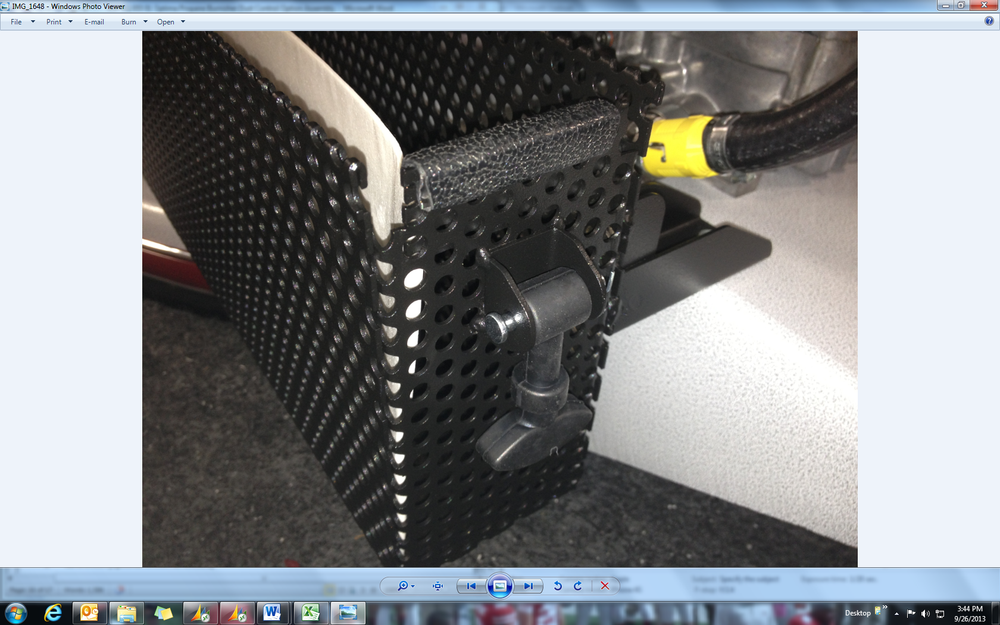 IMG_1648 - Windows Photo Viewer
File Print E-mail Burn Open
Desktop
3:44 PM
9/26/2013